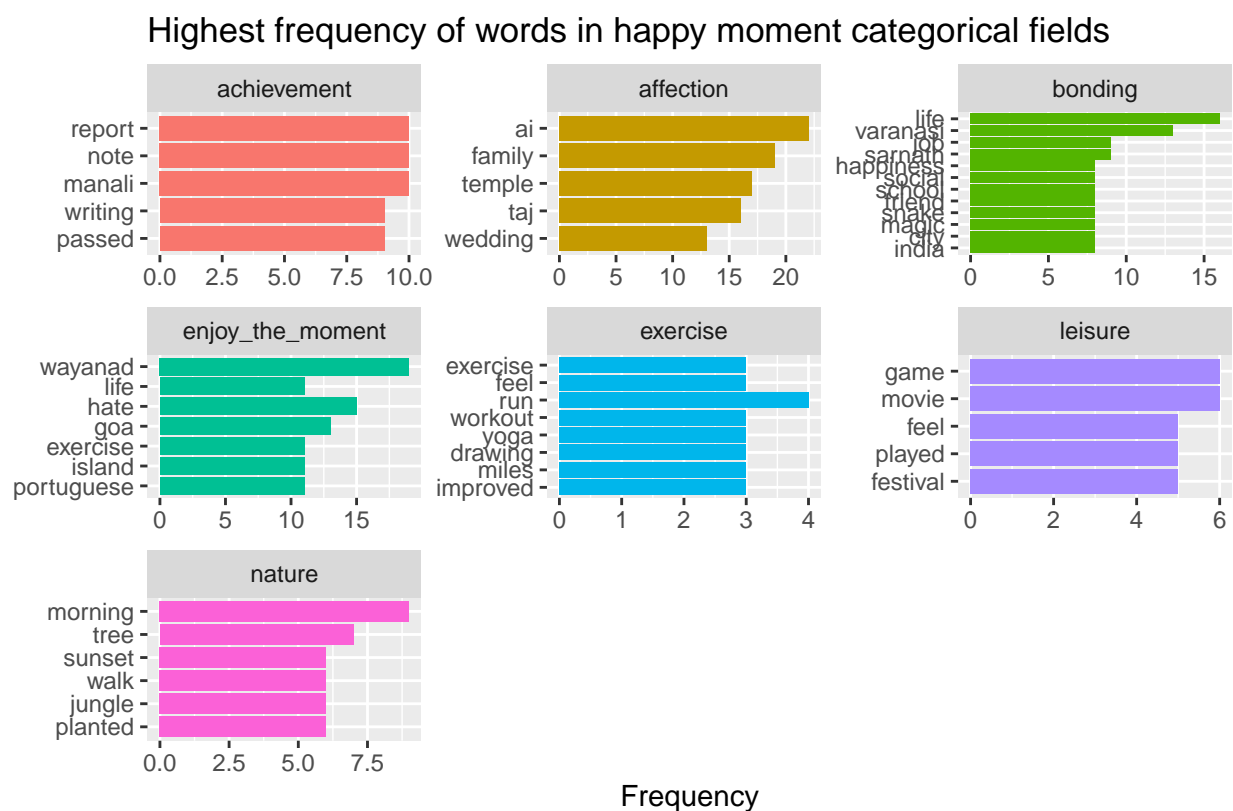 Highest frequency of words in happy moment categorical fields
achievement
report
note
manali
writing
passed
0.0 2.5 5.0 7.5 10.0
affection
ai
family
temple
taj
wedding
0 5 10 15 20
bonding
life
varanasi
job
sarnath
happiness
social
school
friend
snake
magic
city
india
0 5 10 15
enjoy_the_moment
wayanad
life
hate
goa
exercise
island
portuguese
0 5 10 15
exercise
exercise
feel
run
workout
yoga
drawing
miles
improved
0 1 2 3 4
leisure
game
movie
feel
played
festival
0 2 4 6
nature
morning
tree
sunset
walk
jungle
planted
0.0 2.5 5.0 7.5
Frequency